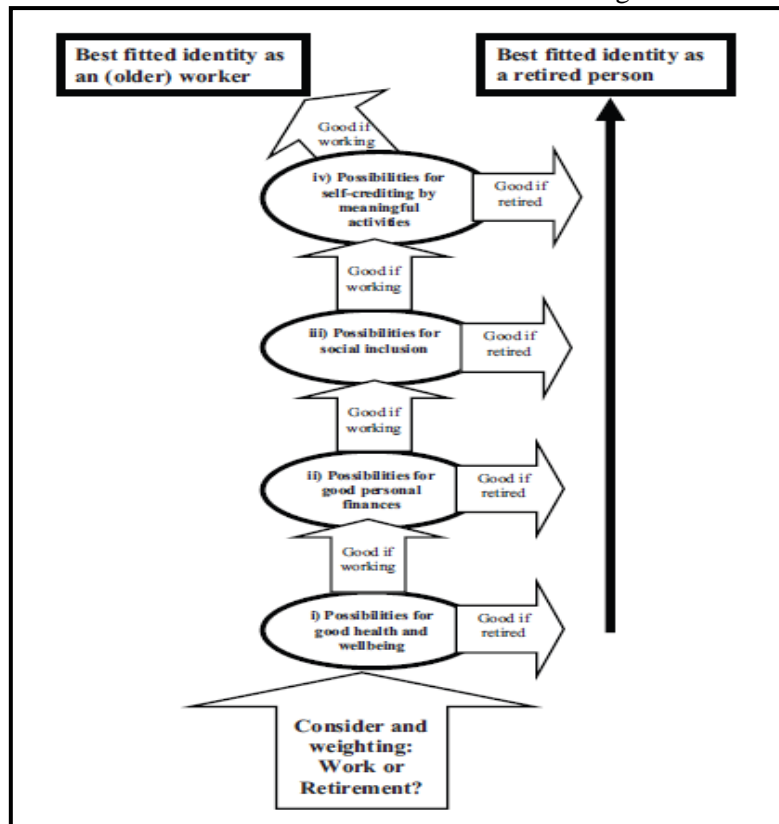 Best fitted identity as
an (older) worker
Best fitted identity as
a retired person
Good if
working
iv) Possibilities for
self-crediting by
meaningful
activities
Good if
retired
Good if
working
iii) Possibilities for
social inclusion
Good if
retired
Good if
working
ii) Possibilities for
good personal
finances
Good if
retired
Good if
working
i) Possibilities for
good health and
wellbeing
Good if
retired
Consider and
weighting:
Work or
Retirement?